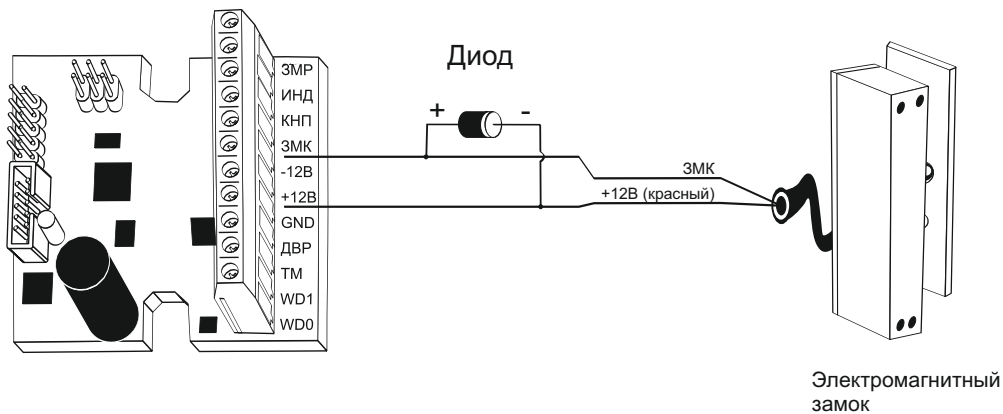 Диод
+ -
ЗМР
ИНД
КНП
ЗМК
-12В
+12В
GND
ДВР
ТМ
WD1
WD0
ЗМК
+12В (красный)
Электромагнитный
замок